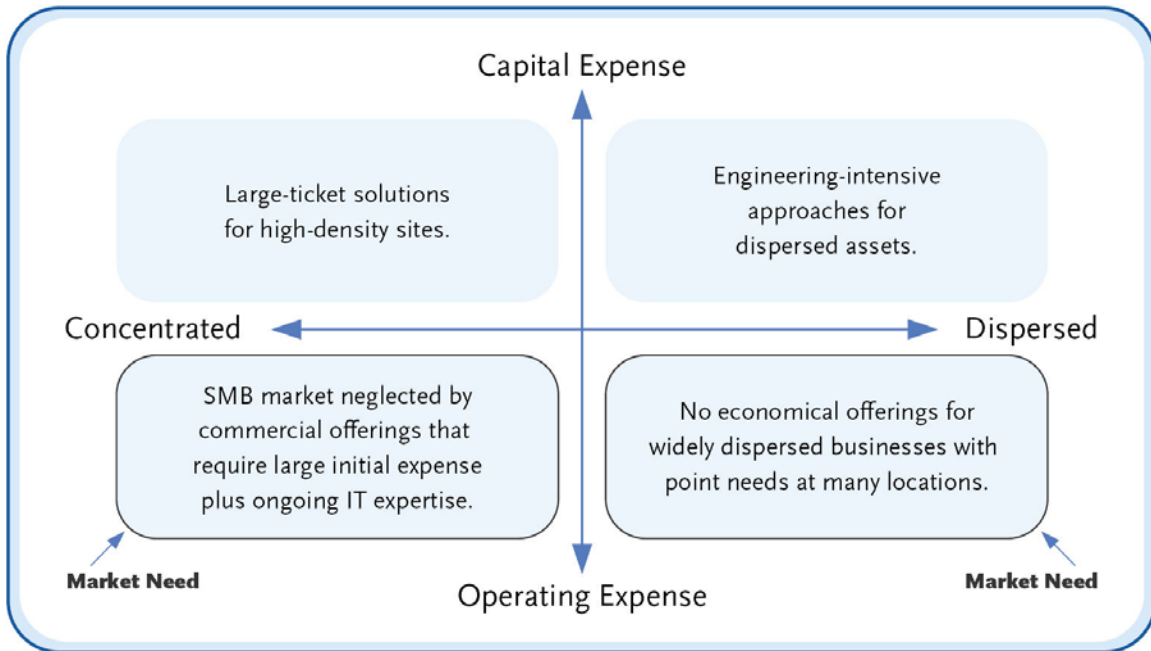 Capital Expense
Large-ticket solutions
for high-density sites.
Engineering-intensive
approaches for
dispersed assets.
Concentrated
Dispersed
SMB market neglected by
commercial offerings that
require large initial expense
plus ongoing IT expertise.
No economical offerings for
widely dispersed businesses with
point needs at many locations.
Market Need
Market Need
Operating Expense